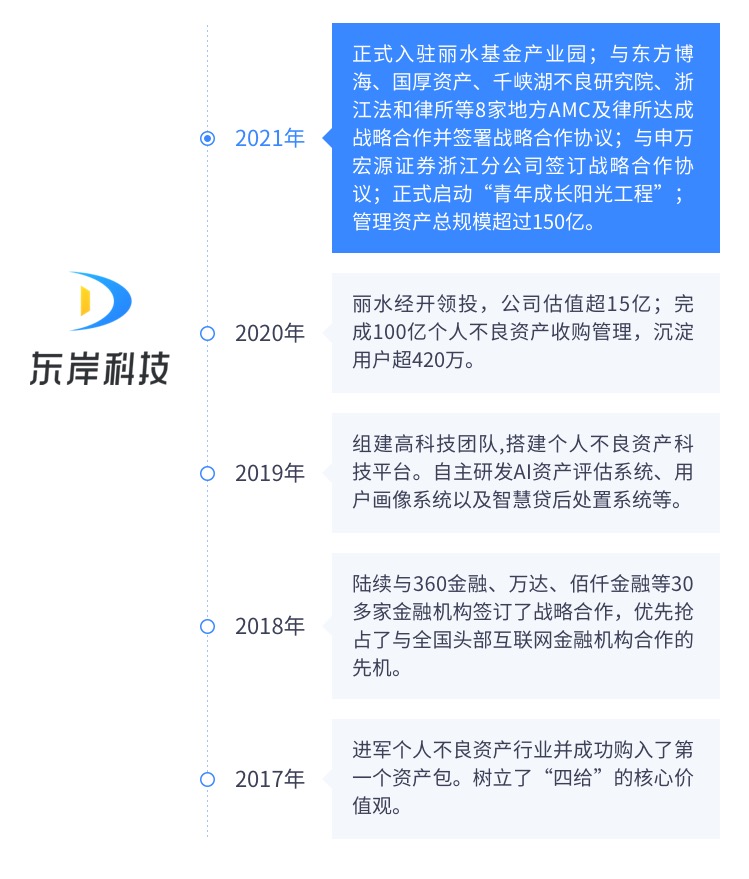 东岸科技
2021年
正式入驻丽水基金产业园；与东方博
海、国厚资产、千峡湖不良研究院、浙
江法和律所等8家地方AMC及律所达成
战略合作并签署战略合作协议；与申万
宏源证券浙江分公司签订战略合作协
议；正式启动“青年成长阳光工程”；
管理资产总规模超过150亿。
2020年
丽水经开领投，公司估值超15亿；完
成100亿个人不良资产收购管理，沉淀
用户超420万。
2019年
组建高科技团队,搭建个人不良资产科
技平台。自主研发AI资产评估系统、用
户画像系统以及智慧贷后处置系统等。
2018年
陆续与360金融、万达、佰仟金融等30
多家金融机构签订了战略合作，优先抢
占了与全国头部互联网金融机构合作的
先机。
2017年
进军个人不良资产行业并成功购入了第
一个资产包。树立了“四给”的核心价
值观。